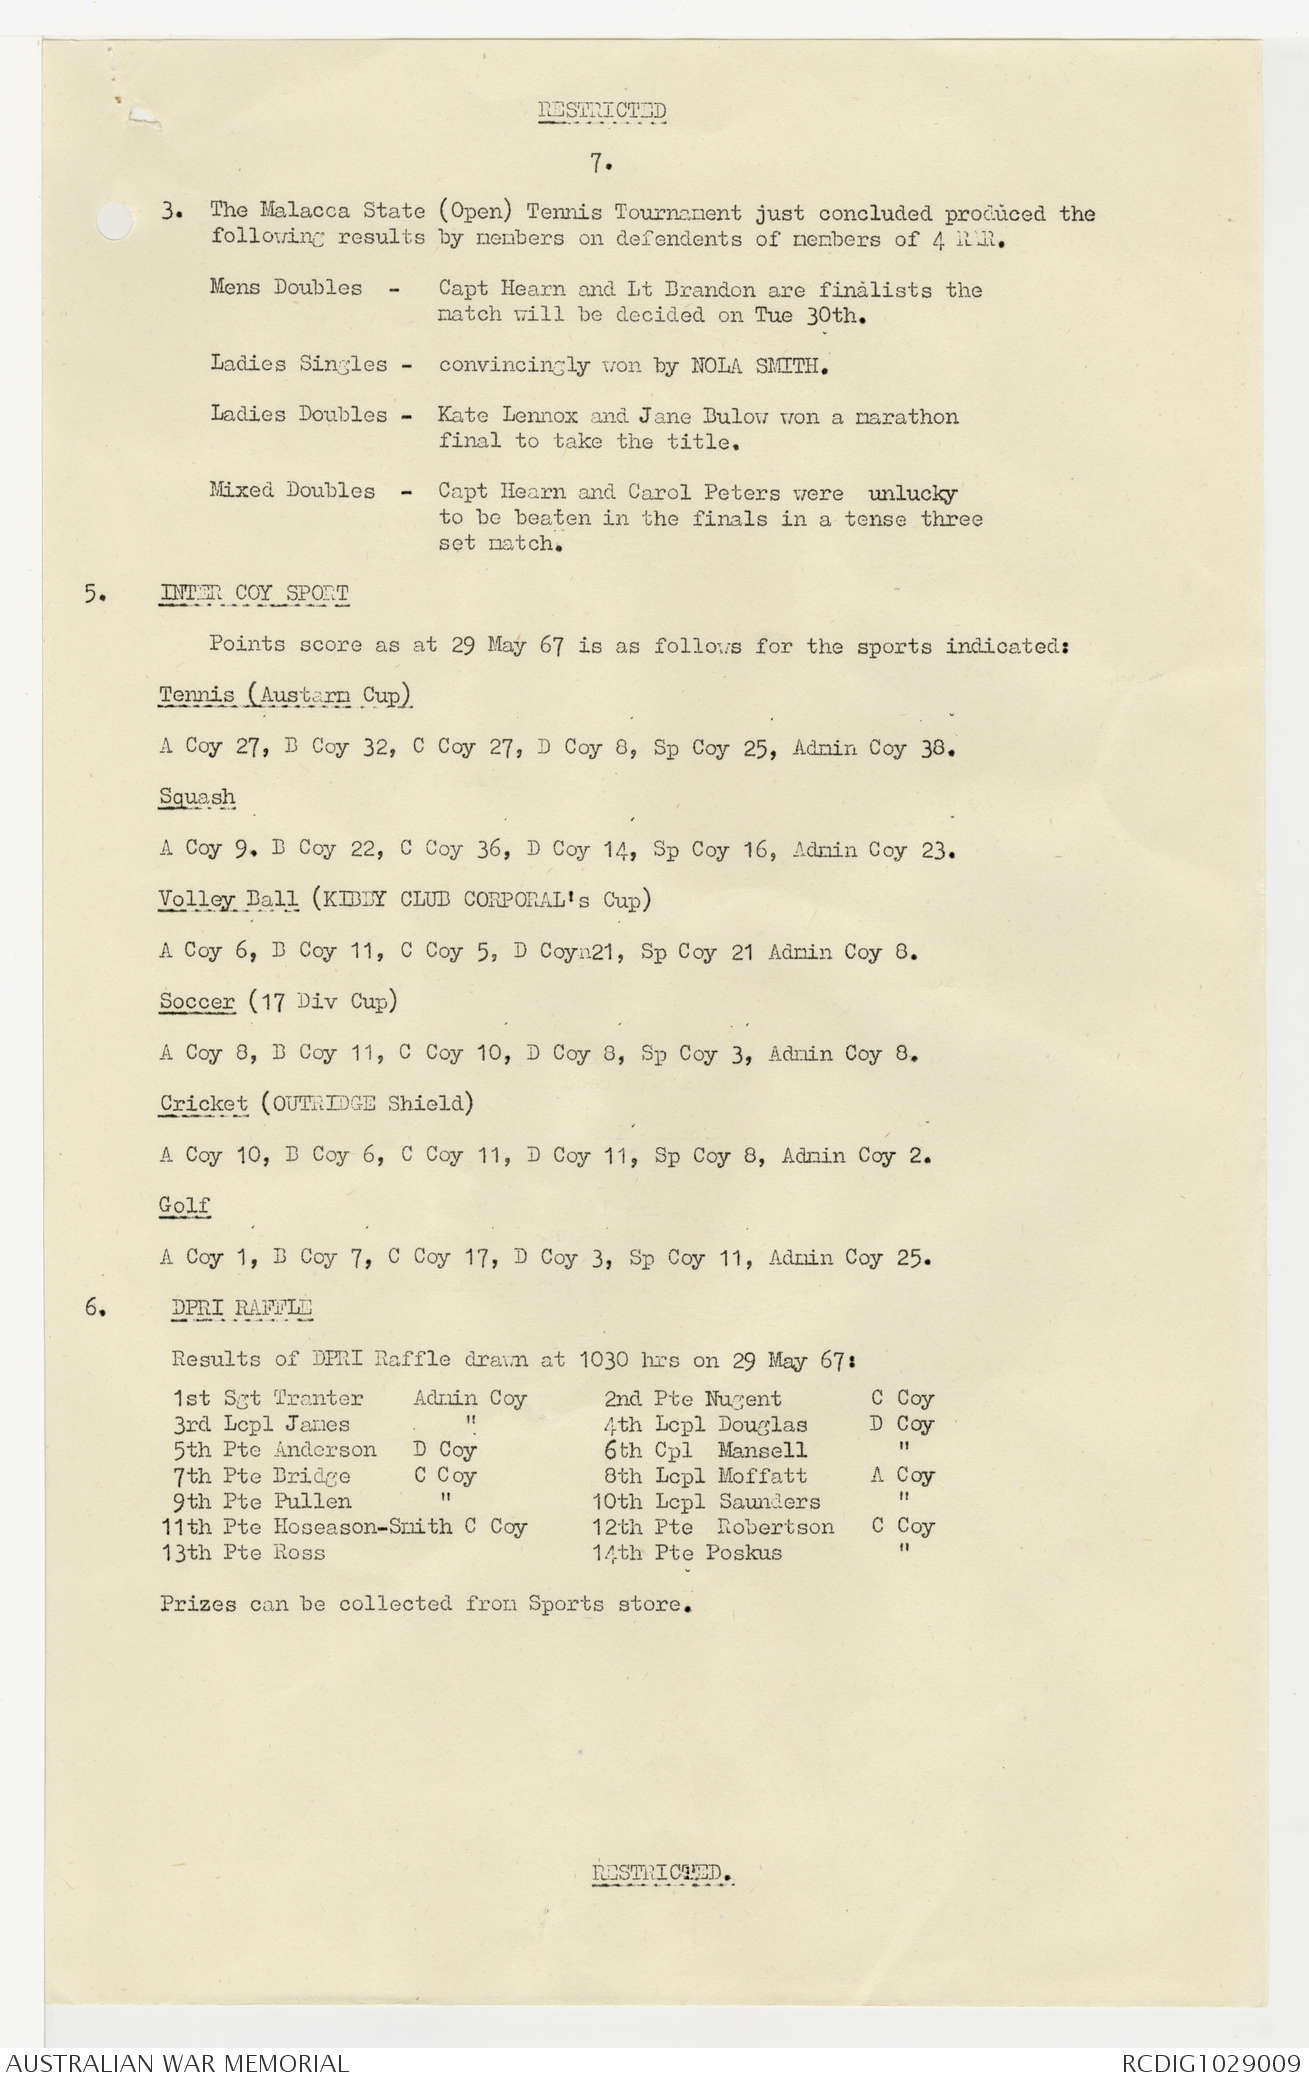 RESTRICTED
7.
3. The Malacca State (Open) Tennis Tournament just concluded produced the
following results by members on defendents of members of 4 RAR.
Mens Doubles - Capt Hearn and Lt Brandon are finalists the
match will be decided on Tue 30th.
Ladies Singles - convincingly won by NOLA SMITH.
Ladies Doubles - Kate Lennox and Jane Bulow won a marathon
final to take the title.
Mixed Doubles - Capt Hearn and Carol Peters were unlucky
to be beaten in the finals in a tense three
set match.
5. INTER COY SPORT
Points score as at 29 May 67 is as follows for the sports indicated:
Tennis (Austarm Cup)
A Coy 27, B Coy 32, C Coy 27, D Coy 8, Sp Coy 25, Admin Coy 38.
Squash
A Coy 9. B Coy 22, C Coy 36, D Coy 14, Sp Coy 16, Admin Coy 23.
Volley Ball (KIBBY CLUB CORPORAL's Cup)
A Coy 6, B Coy 11, C Coy 5, D Coyn21, Sp Coy 21 Admin Coy 8.
Soccer (17 Div Cup)
A Coy 8, B Coy 11, C Coy 10, D Coy 8, Sp Coy 3, Admin Coy 8.
Cricket (OUTRIDGE Shield)
A Coy 10, B Coy 6, C Coy 11, D Coy 11, Sp Coy 8, Admin Coy 2.
Golf
A Coy 1, B Coy 7, C Coy 17, D Coy 3, Sp Coy 11, Admin Coy 25.
6. DPRI RAFFLE
Results of DPRI Raffle drawn at 1030 hrs on 29 May 67:
1st Sgt Tranter Admin Coy 2nd Pte Nugent C Coy
3rd Lcpl James " 4th Lcpl Douglas D Coy
5th Pte Anderson D Coy 6th Cpl Mansell "
7th Pte Bridge C Coy 8th Lcpl Moffatt A Coy
9th Pte Pullen " 10th Lcpl Saunders "
11th Pte Hoseason-Smith C Coy 12th Pte Robertson C Coy
13th Pte Ross 14th Pte Poskus "
Prizes can be collected from Sports store.
RESTRICTED.
AUSTRALIAN WAR MEMORIAL RCDIG1029009